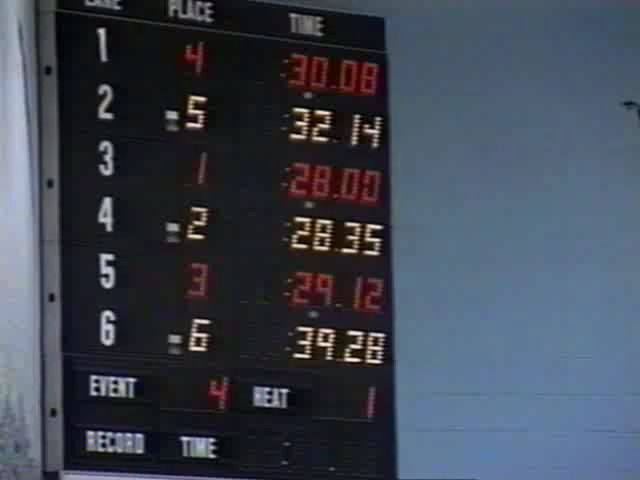 LANE PLACE TIME
1 4 :30.08
2 5 :32.14
3 1 :28.00
4 2 :28.35
5 3 :29.12
6 6 :39.28
EVENT 4 HEAT 1
RECORD TIME : .